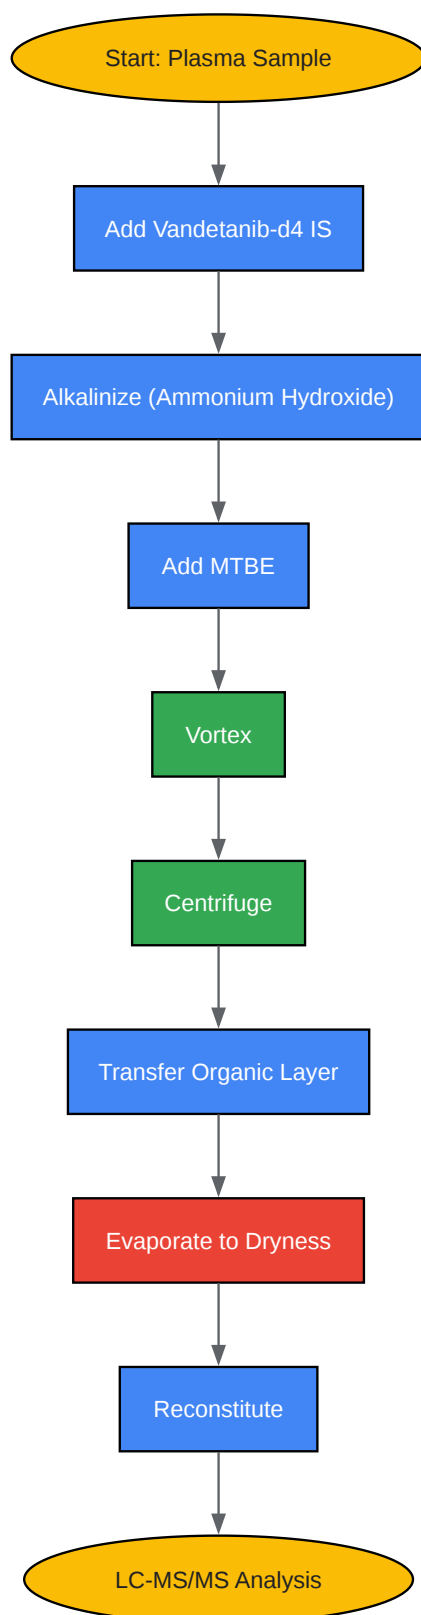 Start: Plasma Sample
Add Vandetanib-d4 IS
Alkalinize (Ammonium Hydroxide)
Add MTBE
Vortex
Centrifuge
Transfer Organic Layer
Evaporate to Dryness
Reconstitute
LC-MS/MS Analysis